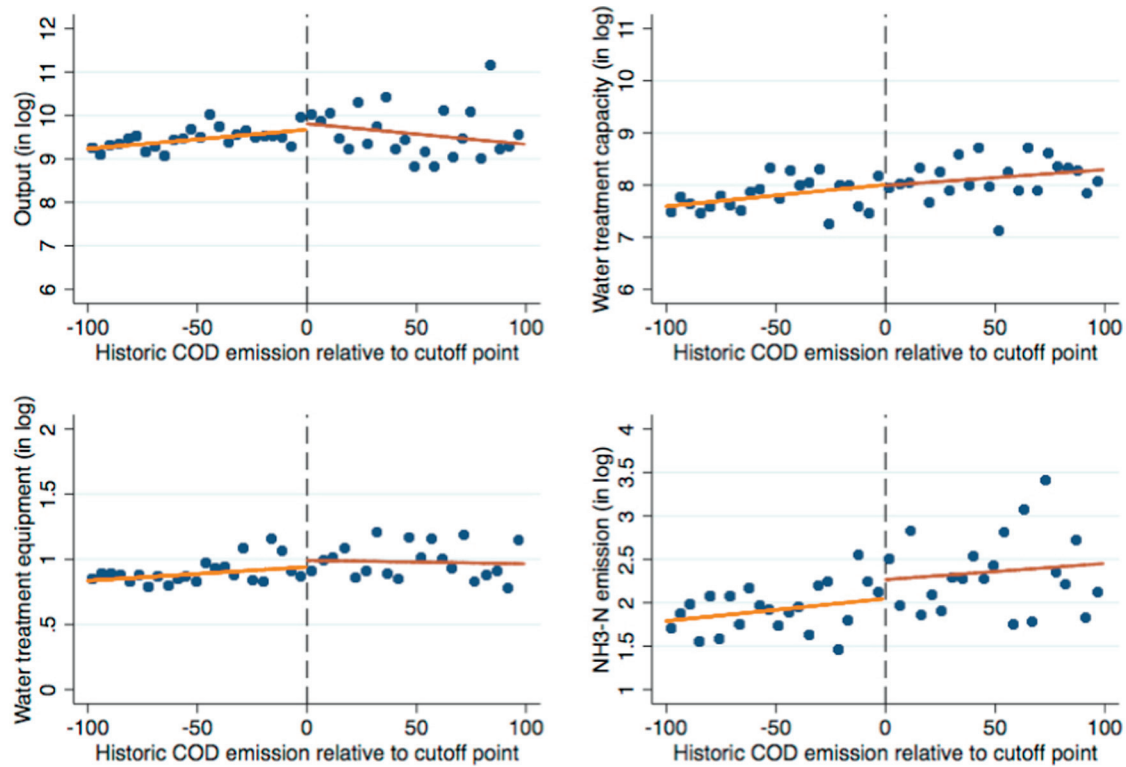 Output (in log)
12
11
10
9
8
7
6
-100 -50 0 50 100
Historic COD emission relative to cutoff point
Water treatment capacity (in log)
11
10
9
8
7
6
-100 -50 0 50 100
Historic COD emission relative to cutoff point
Water treatment equipment (in log)
2
1.5
1
.5
0
-100 -50 0 50 100
Historic COD emission relative to cutoff point
NH3-N emission (in log)
4
3.5
3
2.5
2
1.5
1
-100 -50 0 50 100
Historic COD emission relative to cutoff point